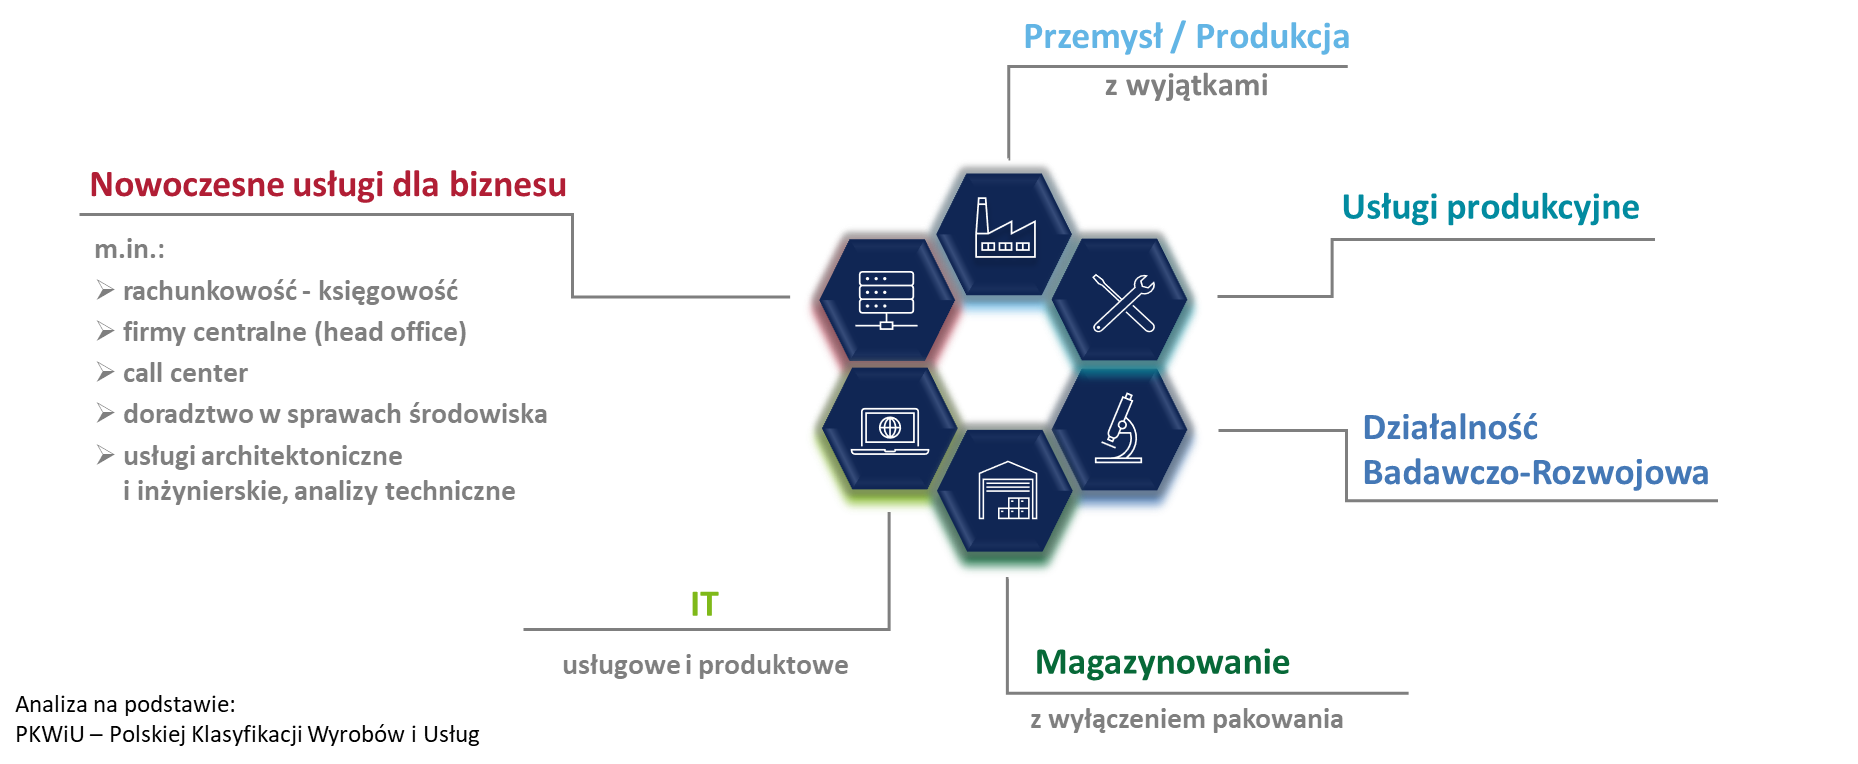 Przemysł / Produkcja
z wyjątkami
Nowoczesne usługi dla biznesu
m.in.:
➢ rachunkowość - księgowość
➢ firmy centralne (head office)
➢ call center
➢ doradztwo w sprawach środowiska
➢ usługi architektoniczne
i inżynierskie, analizy techniczne
Usługi produkcyjne
Działalność
Badawczo-Rozwojowa
IT
usługowe i produktowe
Magazynowanie
z wyłączeniem pakowania
Analiza na podstawie:
PKWiU – Polskiej Klasyfikacji Wyrobów i Usług